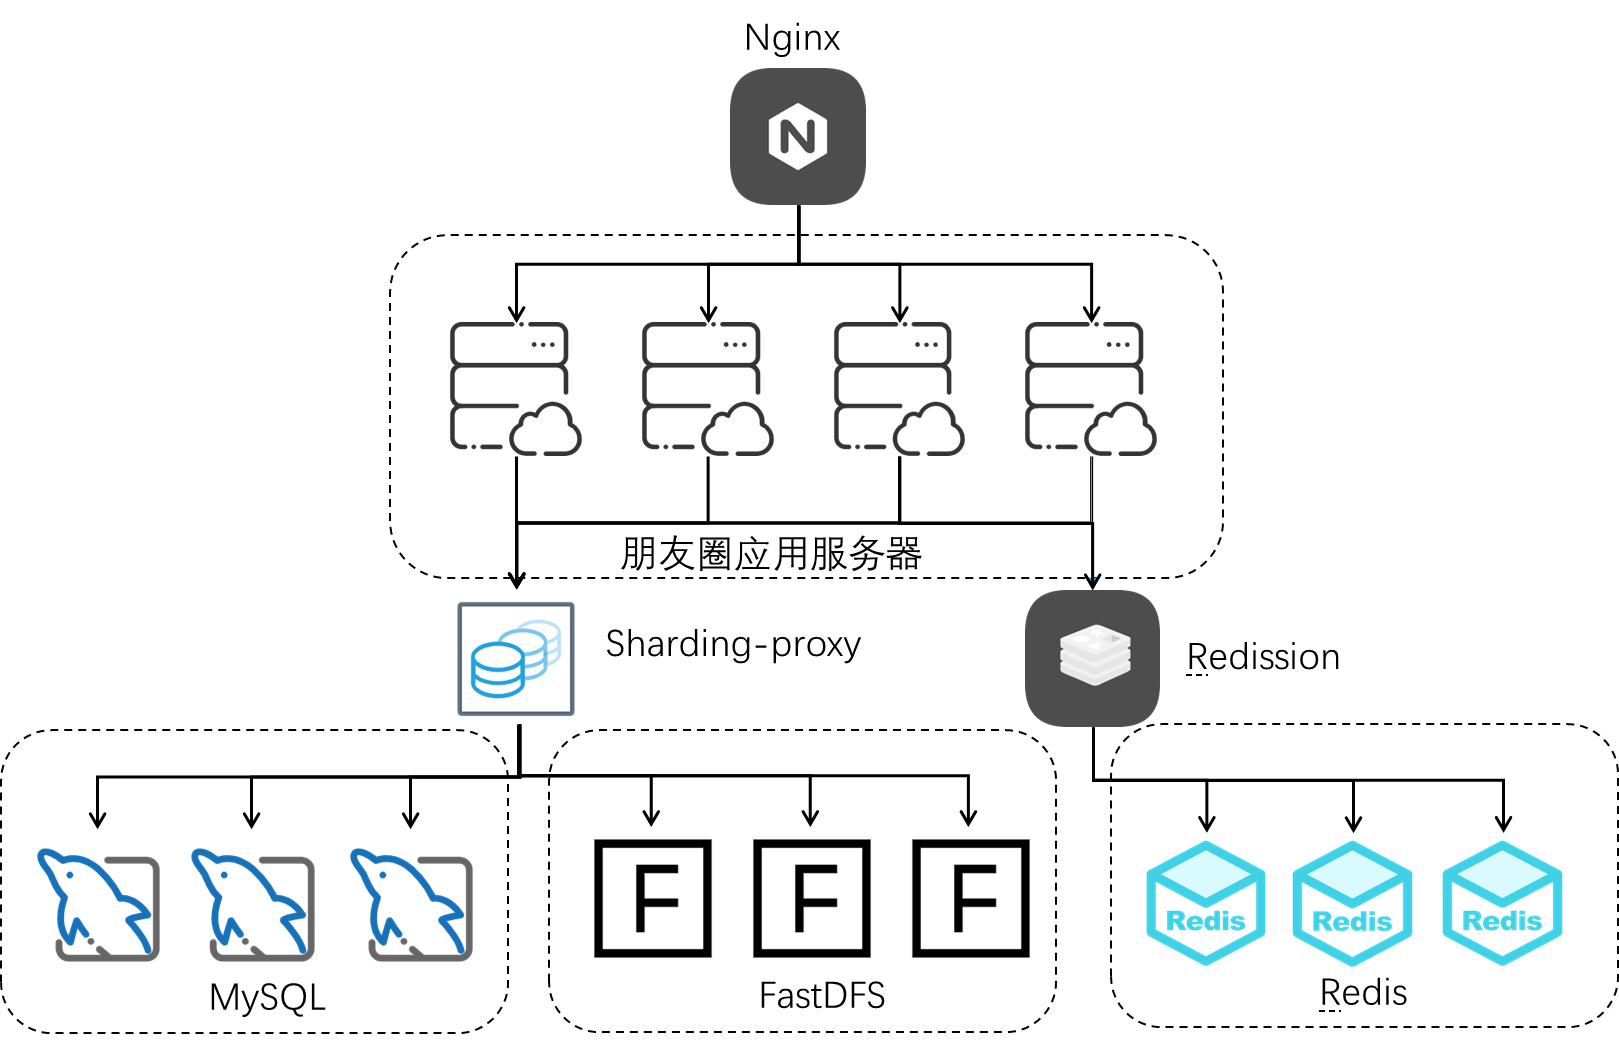 Nginx
N
朋友圈应用服务器
Sharding-proxy
Redission
F
F
F
Redis
Redis
Redis
MySQL
FastDFS
Redis